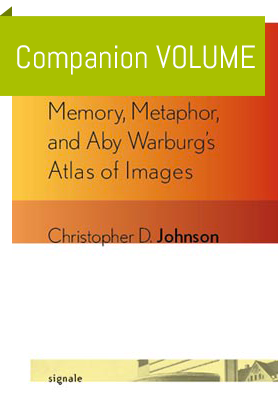 Companion VOLUME
Memory, Metaphor,
and Aby Warburg's
Atlas of Images
Christopher D. Johnson
signale